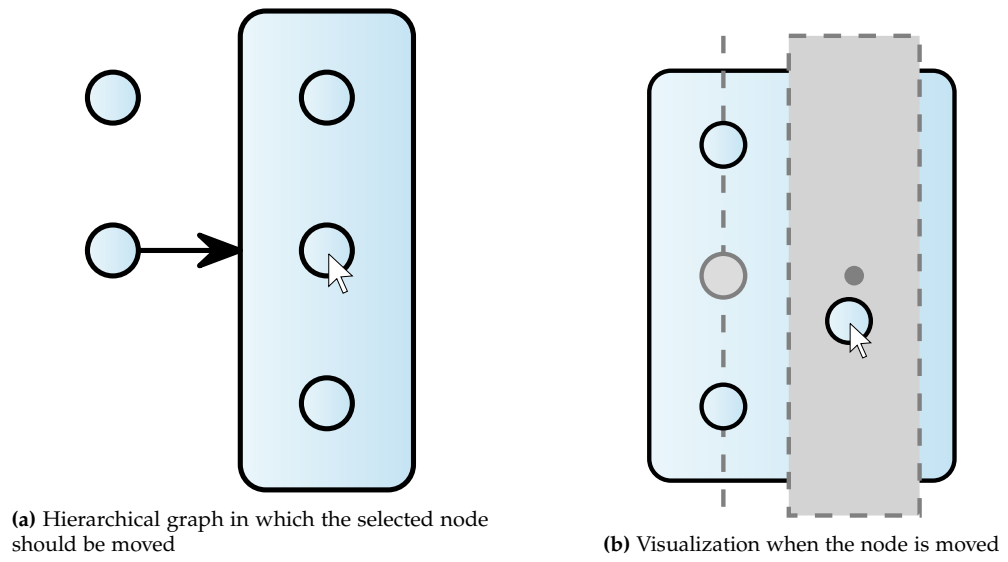 (a) Hierarchical graph in which the selected node
should be moved
(b) Visualization when the node is moved